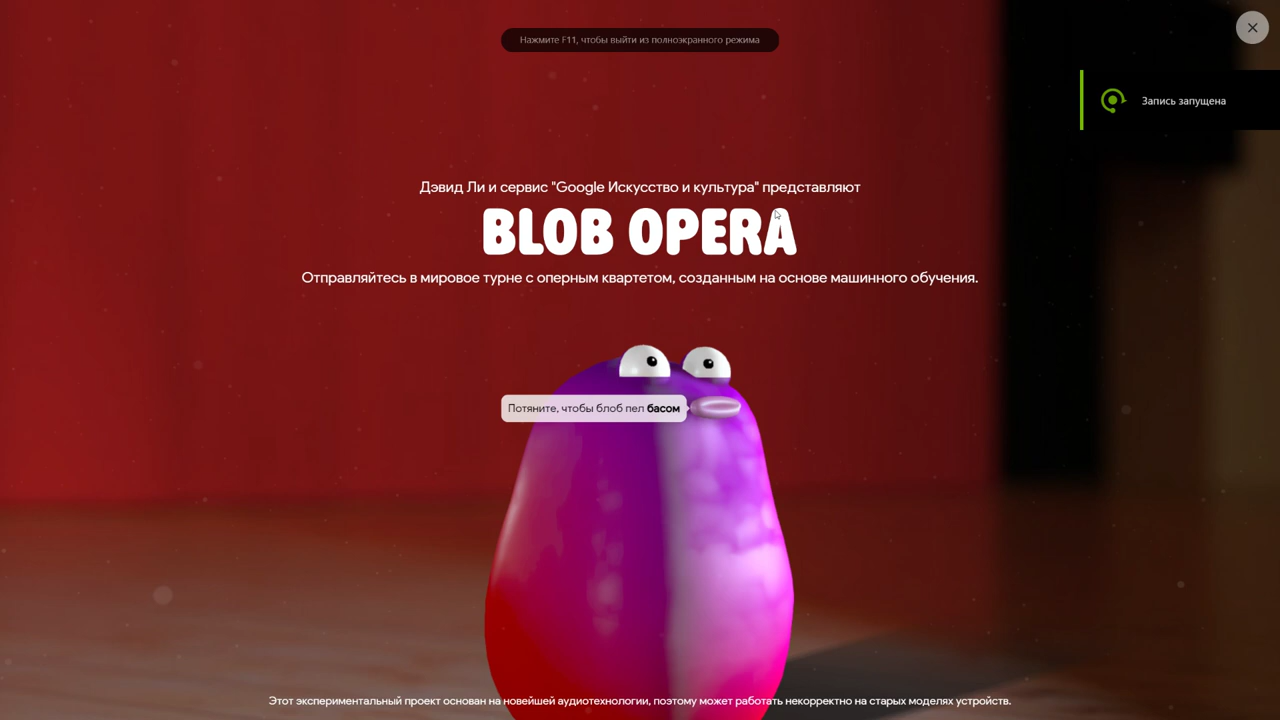 Нажмите F11, чтобы выйти из полноэкранного режима
Запись запущена
Дэвид Ли и сервис "Google Искусство и культура" представляют
BLOB OPERA
Отправляйтесь в мировое турне с оперным квартетом, созданным на основе машинного обучения.
Потяните, чтобы блоб пел басом
Этот экспериментальный проект основан на новейшей аудиотехнологии, поэтому может работать некорректно на старых моделях устройств.